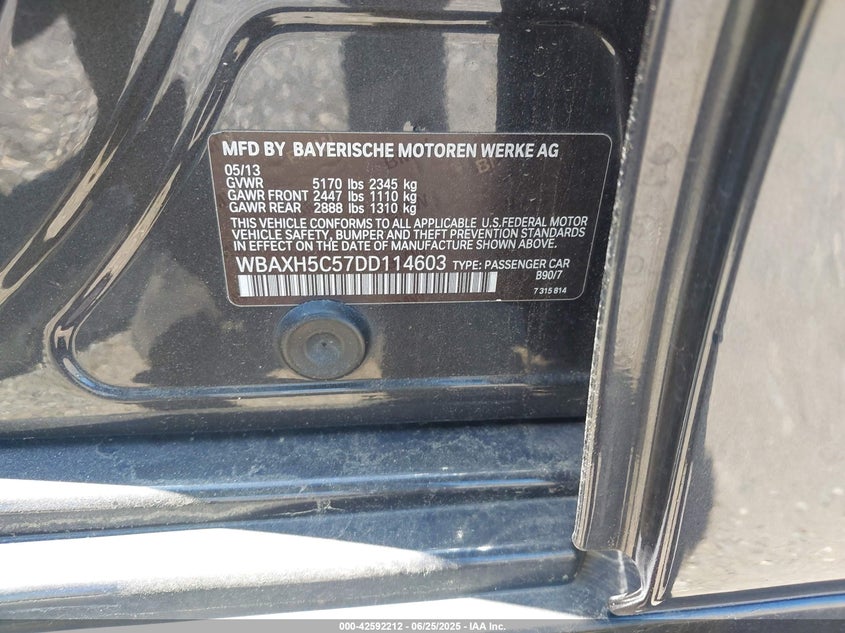 MFD BY BAYERISCHE MOTOREN WERKE AG
05/13
GVWR 5170 lbs 2345 kg
GAWR FRONT 2447 lbs 1110 kg
GAWR REAR 2888 lbs 1310 kg
THIS VEHICLE CONFORMS TO ALL APPLICABLE U.S.FEDERAL MOTOR
VEHICLE SAFETY, BUMPER AND THEFT PREVENTION STANDARDS
IN EFFECT ON THE DATE OF MANUFACTURE SHOWN ABOVE.
WBAXH5C57DD114603 TYPE: PASSENGER CAR
B90/7
7 315 814
000-42592212 - 06/25/2025 - IAA Inc.